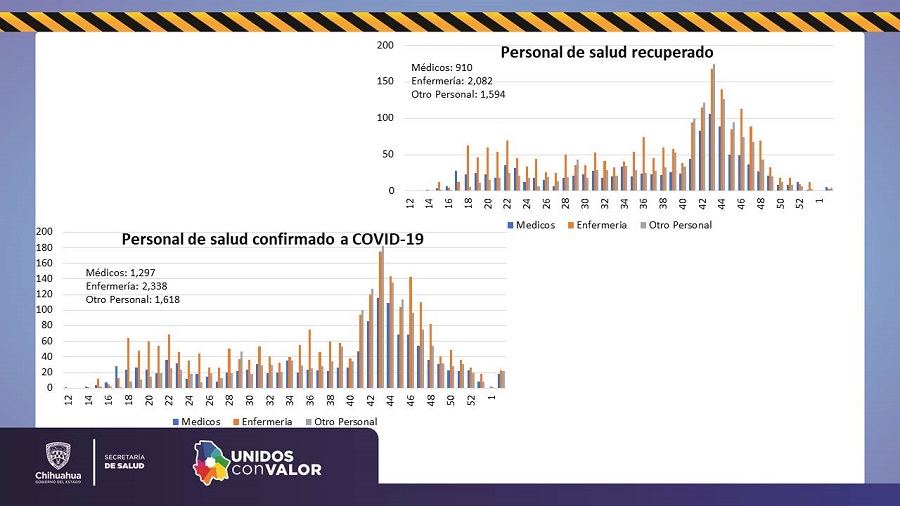 Personal de salud recuperado
Médicos: 910
Enfermería: 2,082
Otro Personal: 1,594
200
150
100
50
0
12 14 16 18 20 22 24 26 28 30 32 34 36 38 40 42 44 46 48 50 52 1
Medicos Enfermeria Otro Personal
Personal de salud confirmado a COVID-19
Médicos: 1,297
Enfermería: 2,338
Otro Personal: 1,618
200
180
160
140
120
100
80
60
40
20
0
12 14 16 18 20 22 24 26 28 30 32 34 36 38 40 42 44 46 48 50 52 1
Medicos Enfermeria Otro Personal
Chihuahua
GOBIERNO DEL ESTADO
SECRETARÍA
DE SALUD
UNIDOS
conVALOR